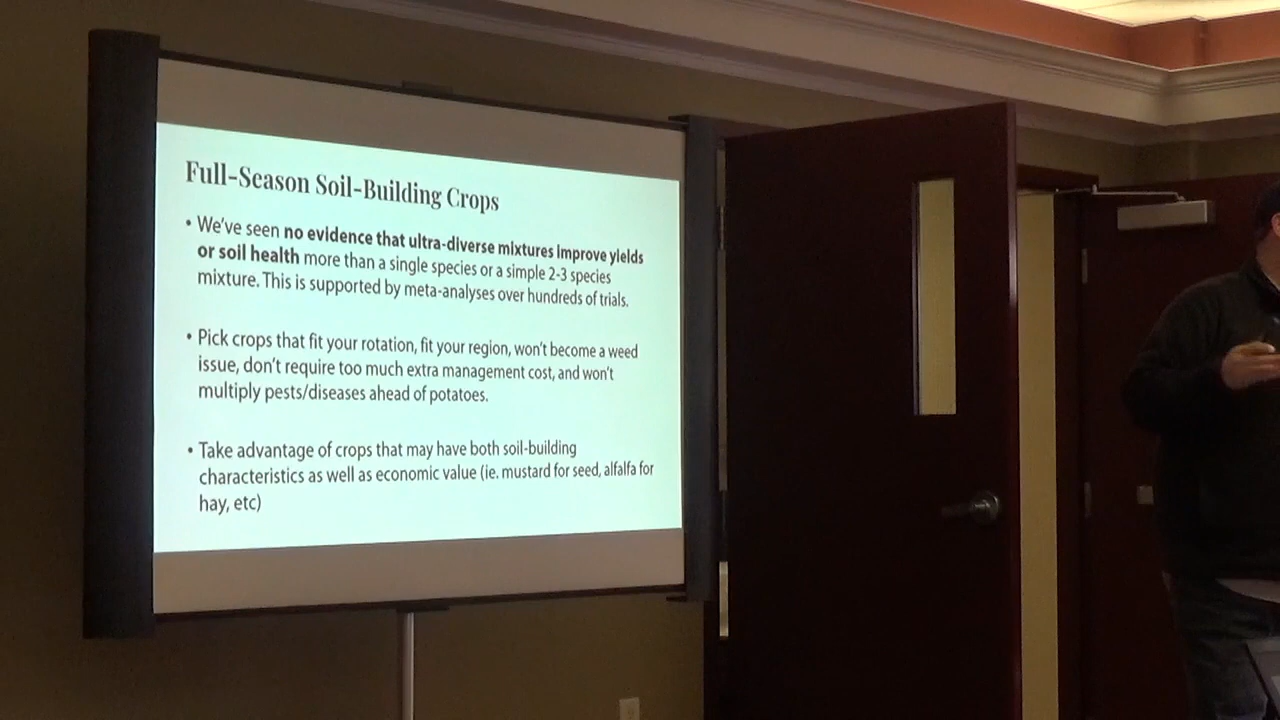 Full-Season Soil-Building Crops
• We've seen no evidence that ultra-diverse mixtures improve yields
or soil health more than a single species or a simple 2-3 species
mixture. This is supported by meta-analyses over hundreds of trials.
• Pick crops that fit your rotation, fit your region, won't become a weed
issue, don't require too much extra management cost, and won't
multiply pests/diseases ahead of potatoes.
• Take advantage of crops that may have both soil-building
characteristics as well as economic value (ie. mustard for seed, alfalfa for
hay, etc)